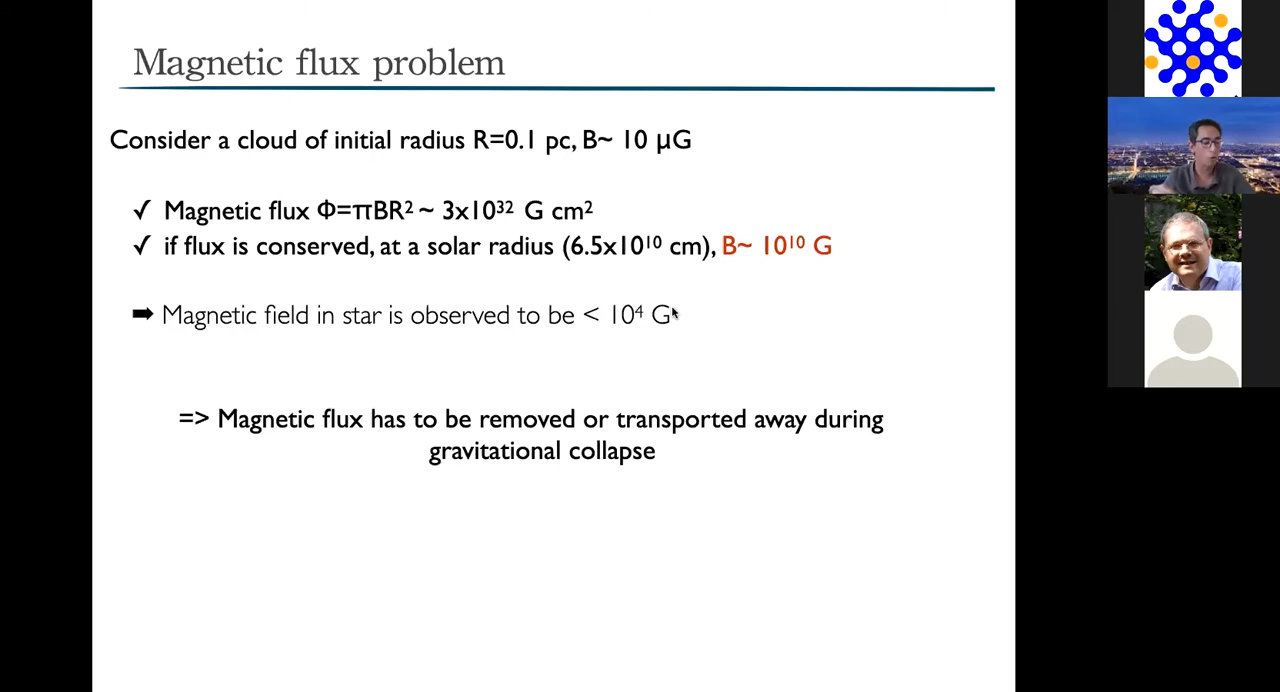 Magnetic flux problem
Consider a cloud of initial radius R=0.1 pc, B~ 10 μG
✓ Magnetic flux Φ=πBR² ~ 3x10³² G cm²
✓ if flux is conserved, at a solar radius (6.5x10¹⁰ cm), B~ 10¹⁰ G
➡ Magnetic field in star is observed to be < 10⁴ G
=> Magnetic flux has to be removed or transported away during
gravitational collapse